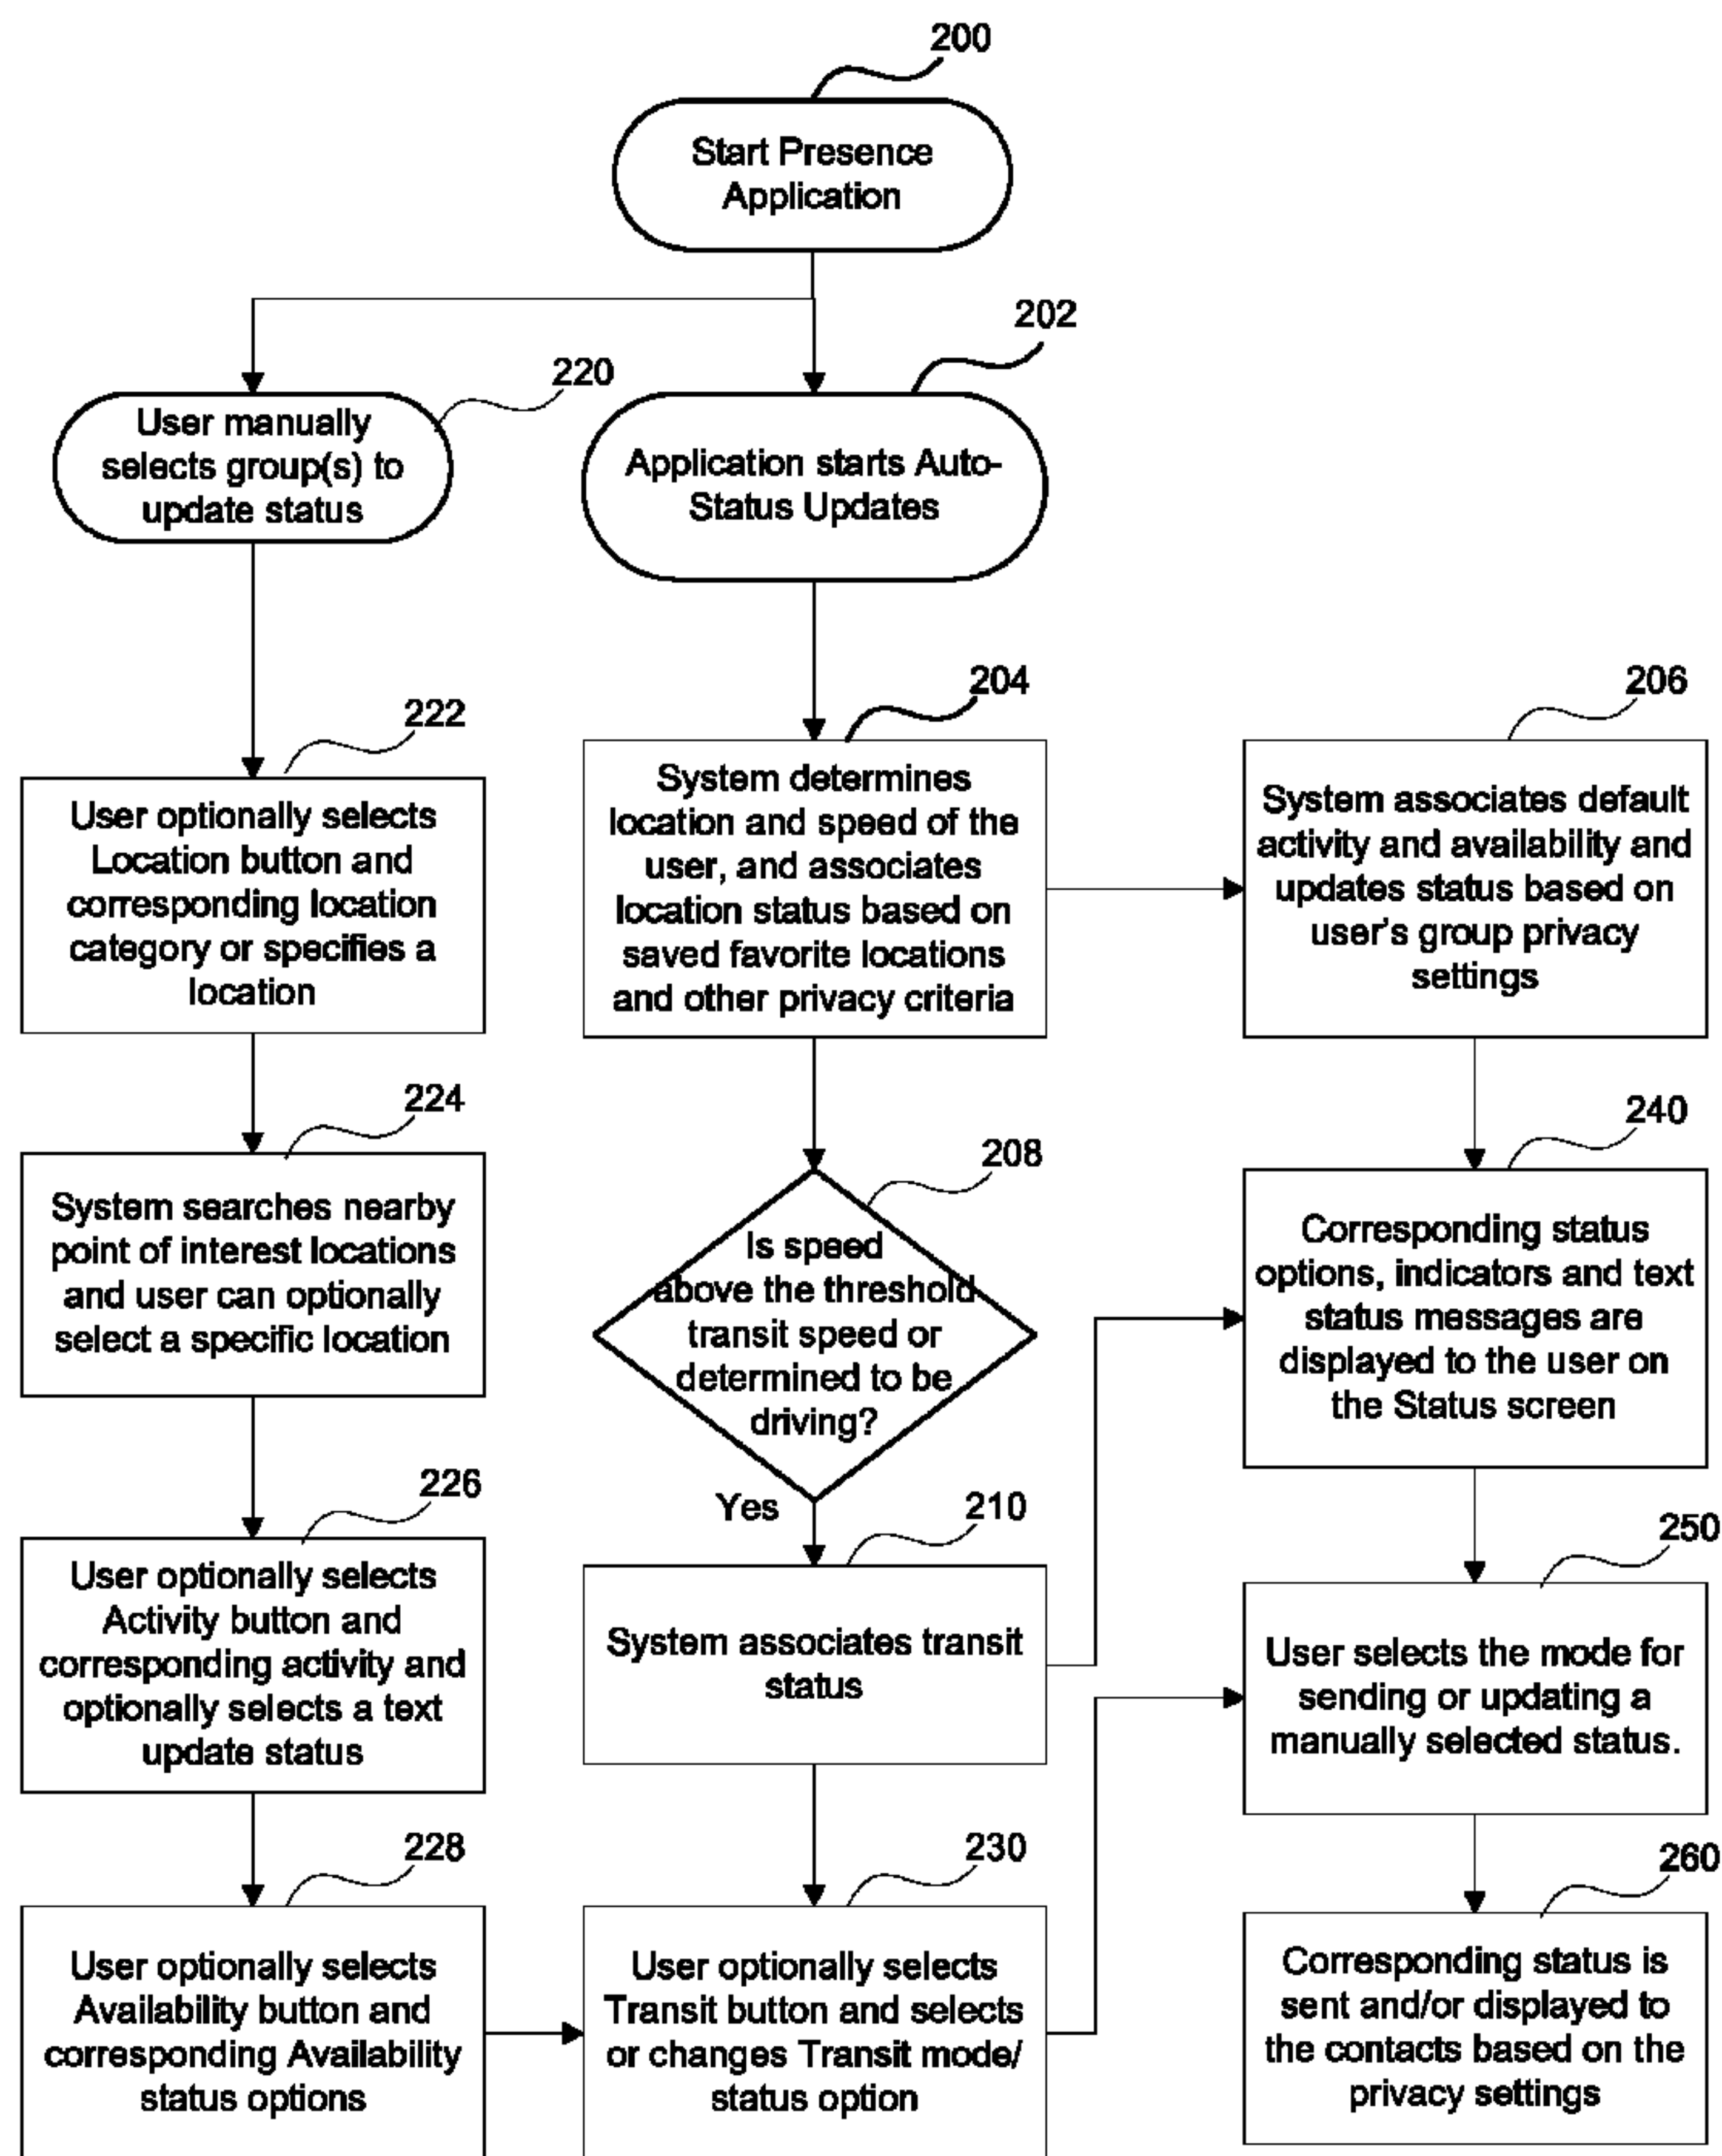 200
Start Presence
Application
202
220
User manually
selects group(s) to
update status
Application starts Auto-
Status Updates
204
206
222
User optionally selects
Location button and
corresponding location
category or specifies a
location
System determines
location and speed of the
user, and associates
location status based on
saved favorite locations
and other privacy criteria
System associates default
activity and availability and
updates status based on
user's group privacy
settings
224
System searches nearby
point of interest locations
and user can optionally
select a specific location
208
Is speed
above the threshold
transit speed or
determined to be
driving?
Yes
240
Corresponding status
options, indicators and text
status messages are
displayed to the user on
the Status screen
226
User optionally selects
Activity button and
corresponding activity and
optionally selects a text
update status
210
System associates transit
status
250
User selects the mode for
sending or updating a
manually selected status.
228
User optionally selects
Availability button and
corresponding Availability
status options
230
User optionally selects
Transit button and selects
or changes Transit mode/
status option
260
Corresponding status is
sent and/or displayed to
the contacts based on the
privacy settings